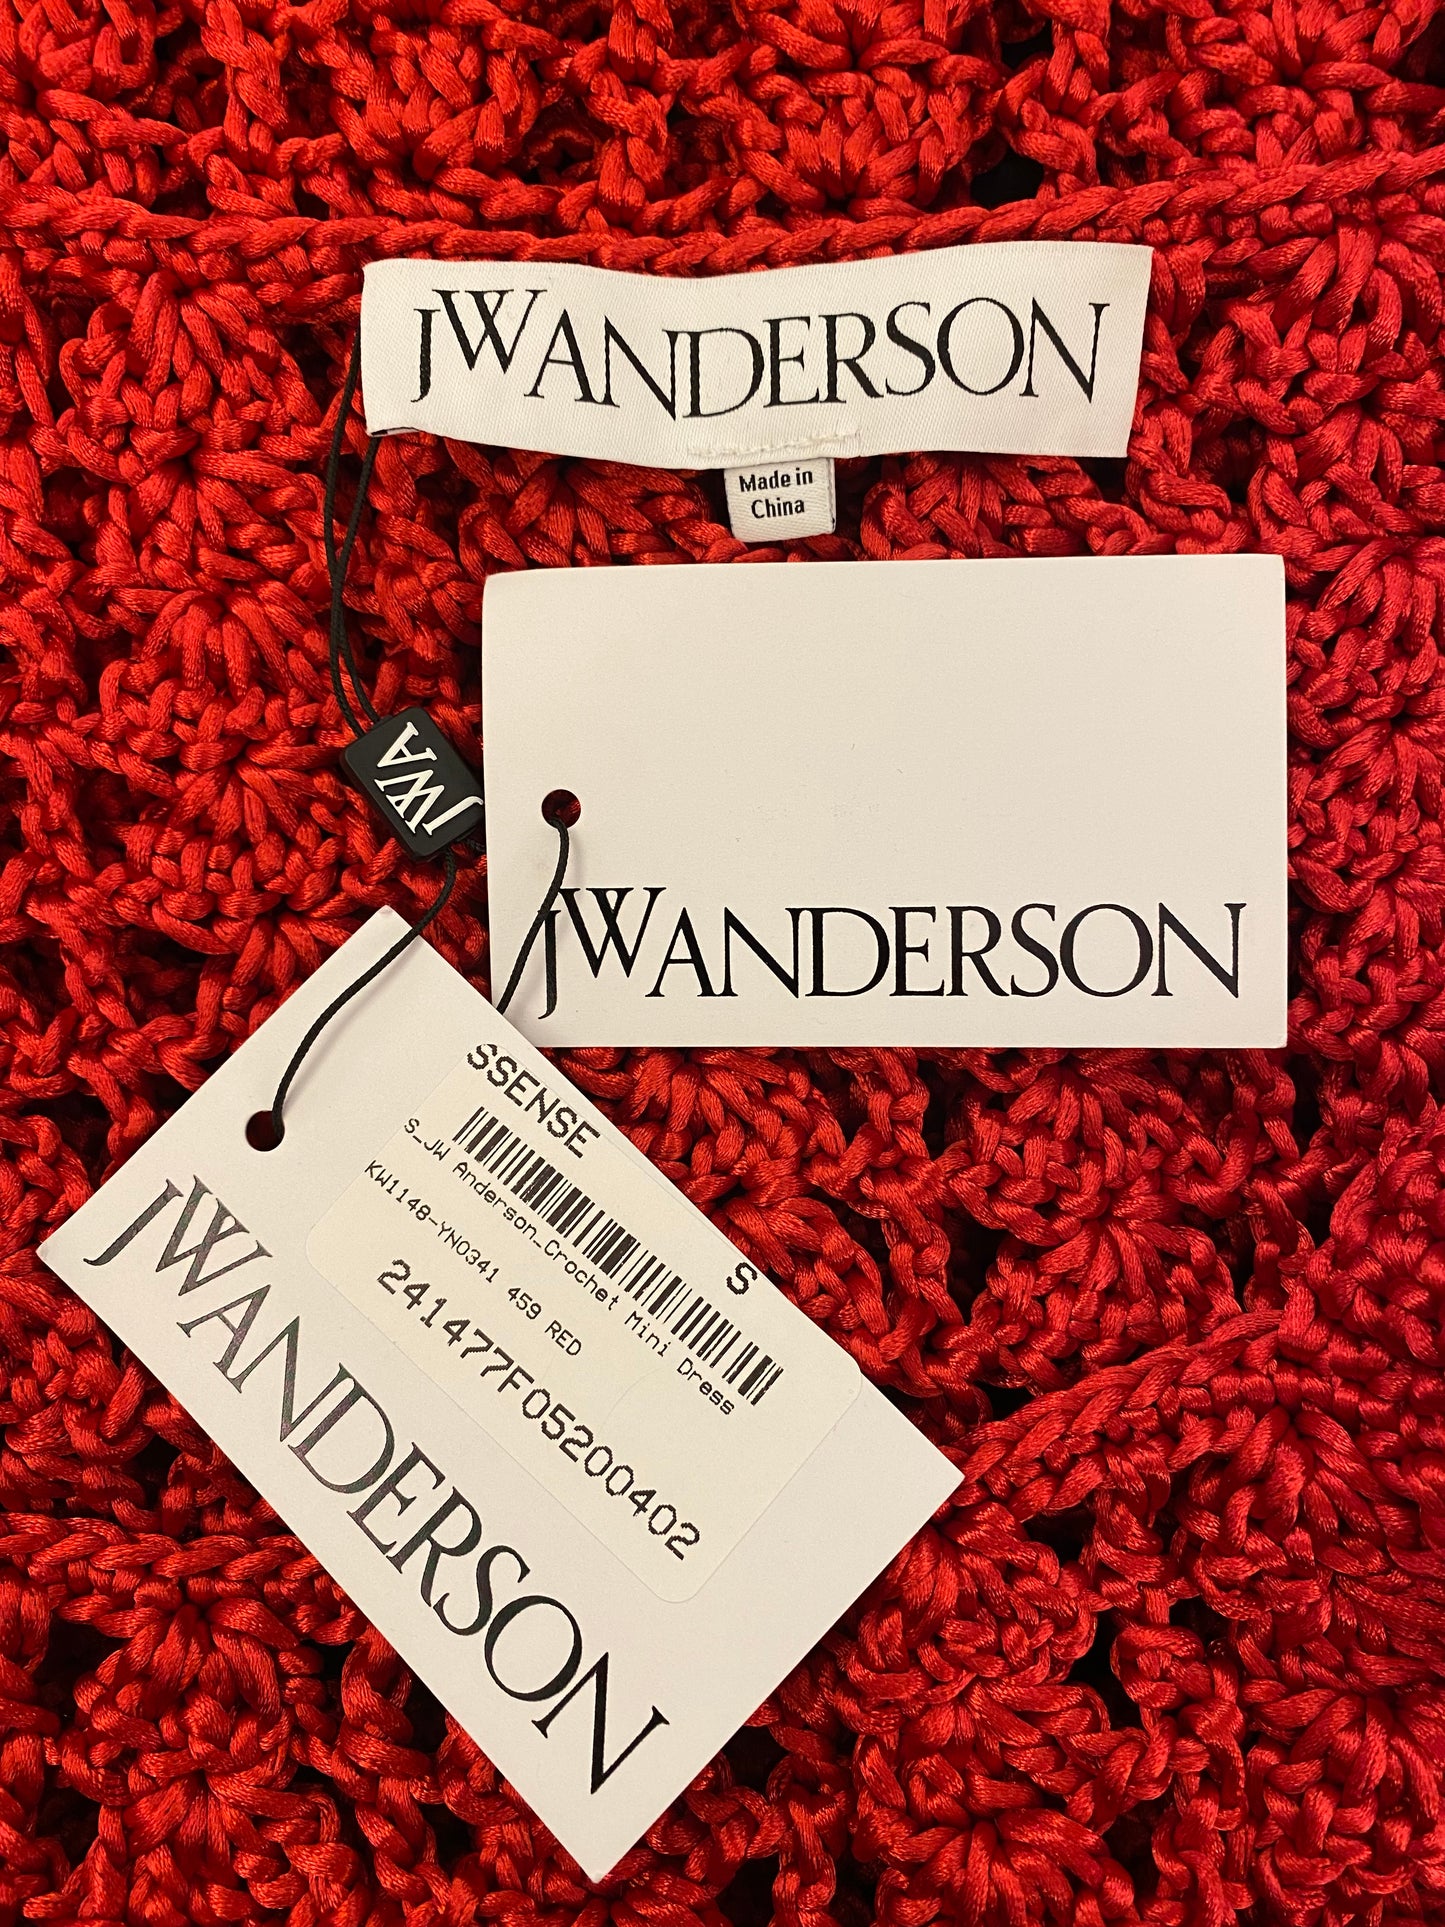 JWANDERSON
Made in
China
JWA
JWANDERSON
SSENSE
S
S_JW Anderson_Crochet Mini Dress
KW1148-YN0341 459 RED
241477F05200402
JWANDERSON